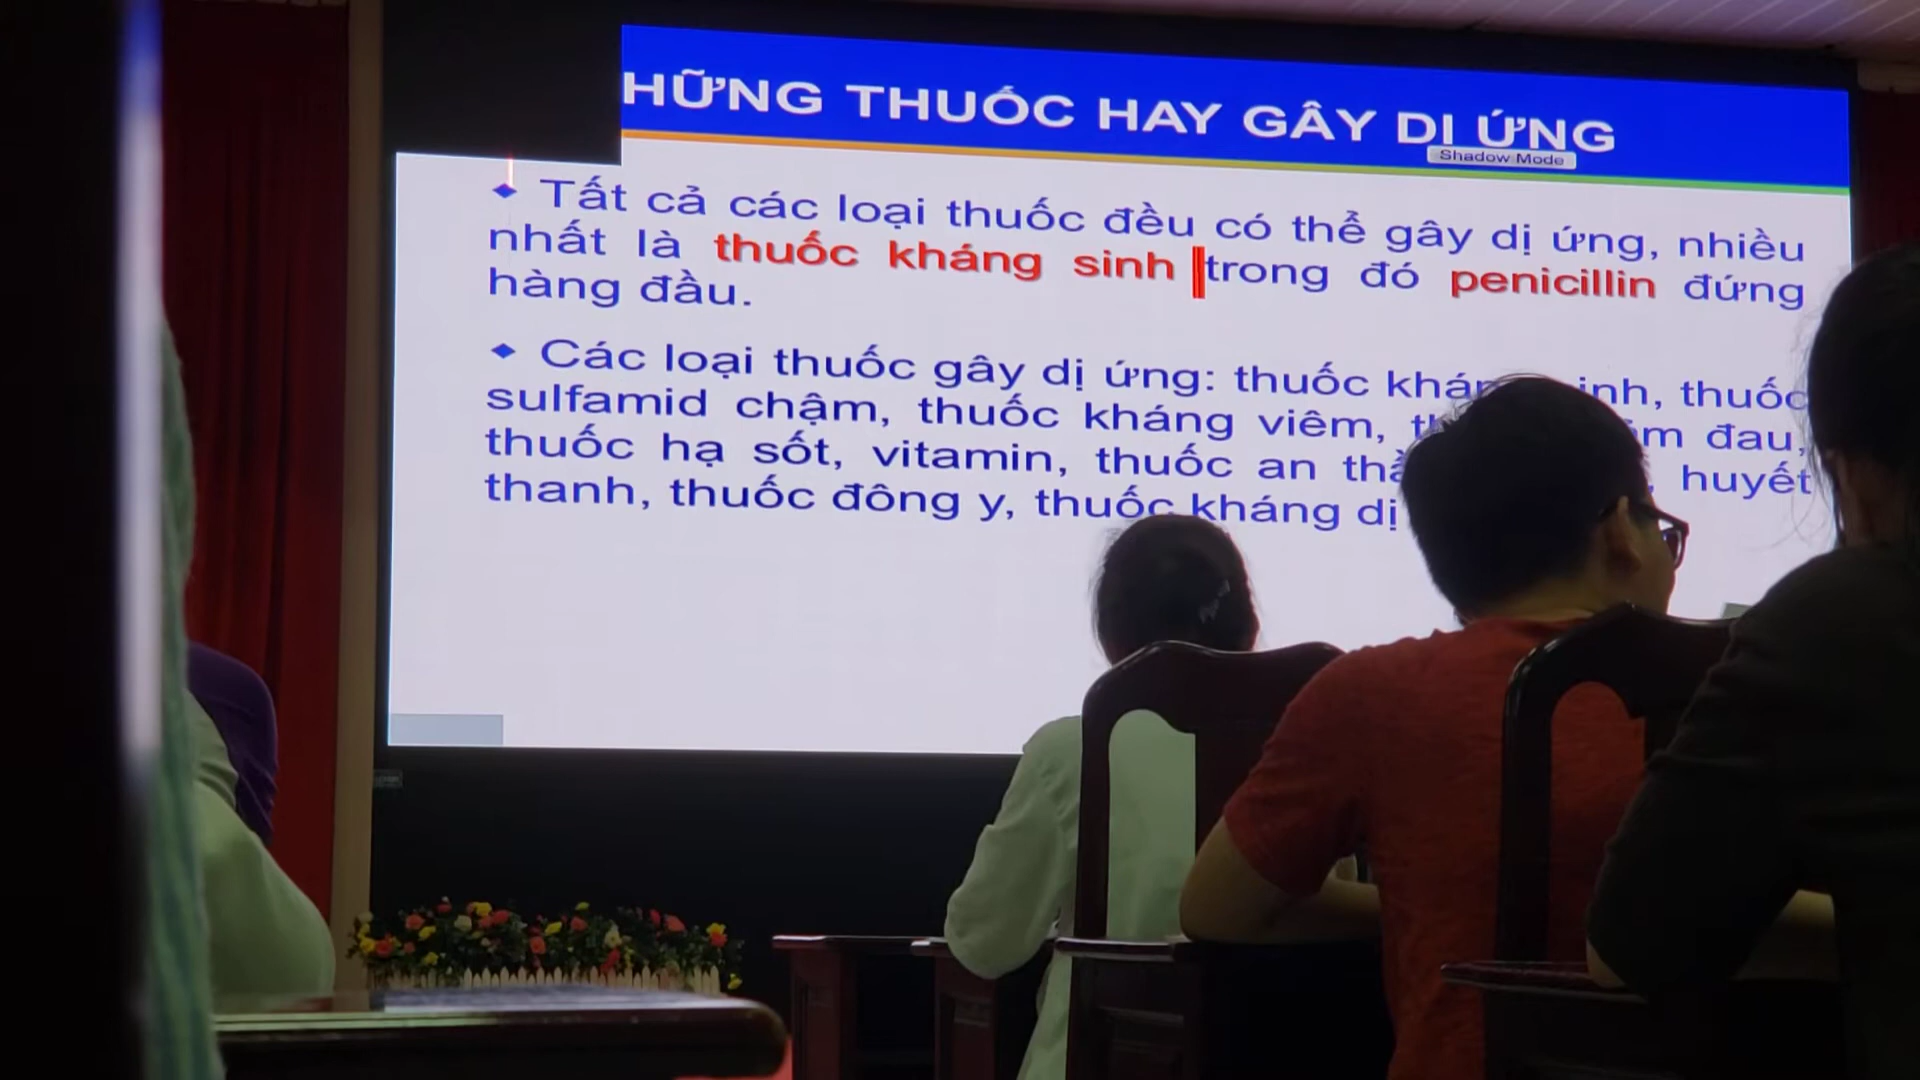 HỮNG THUỐC HAY GÂY DỊ ỨNG
Shadow Mode
Tất cả các loại thuốc đều có thể gây dị ứng, nhiều
nhất là thuốc kháng sinh trong đó penicillin đứng
hàng đầu.
Các loại thuốc gây dị ứng: thuốc thuốc
sulfamid chậm, thuốc kháng viêm, đau,
thuốc hạ sốt, vitamin, thuốc an huyết
thanh, thuốc đông y, thuốc kháng dị